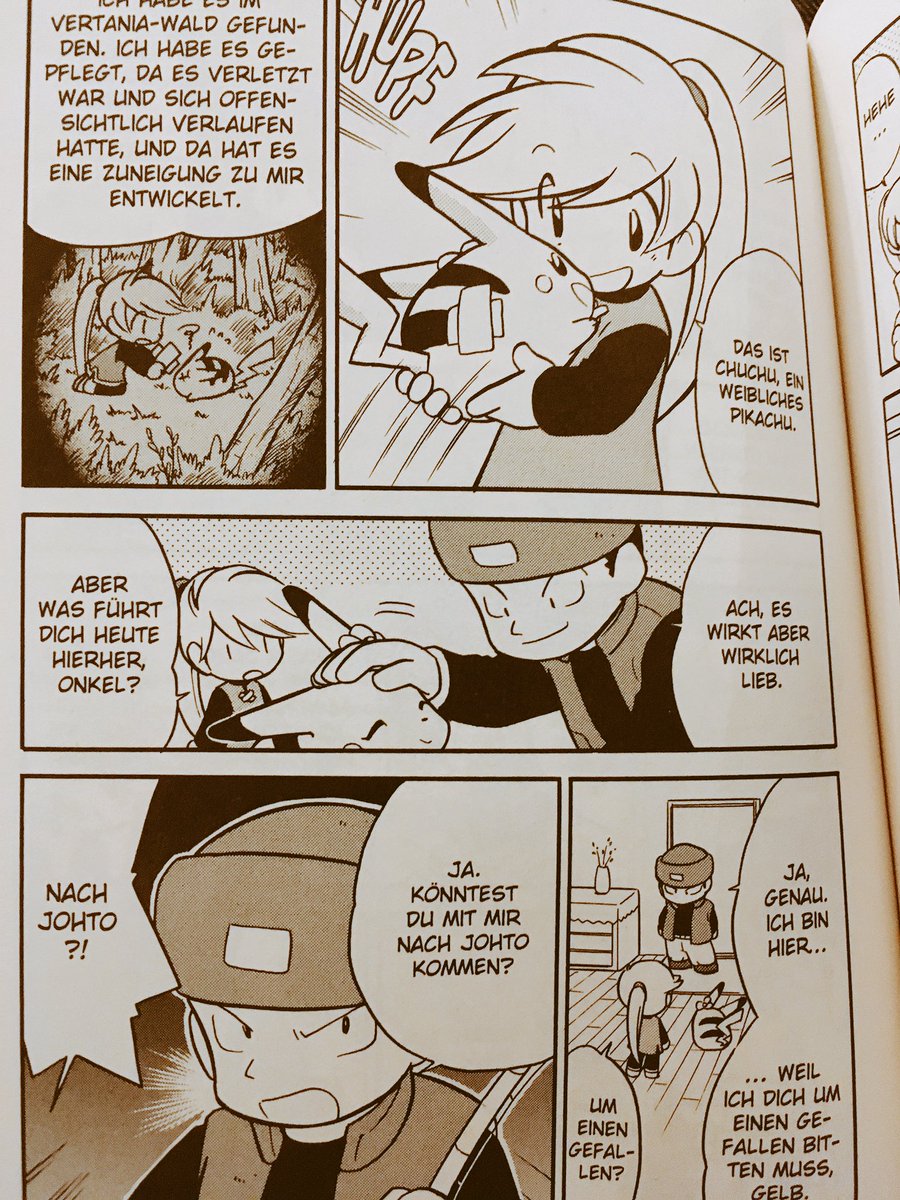 HEHE
...
HUPF
DAS IST
CHUCHU, EIN
WEIBLICHES
PIKACHU.
ICH HABE ES IM
VERTANIA-WALD GEFUN-
DEN. ICH HABE ES GE-
PFLEGT, DA ES VERLETZT
WAR UND SICH OFFEN-
SICHTLICH VERLAUFEN
HATTE, UND DA HAT ES
EINE ZUNEIGUNG ZU MIR
ENTWICKELT.
ACH, ES
WIRKT ABER
WIRKLICH
LIEB.
ABER
WAS FÜHRT
DICH HEUTE
HIERHER,
ONKEL?
JA,
GENAU.
ICH BIN
HIER...
... WEIL
ICH DICH UM
EINEN GE-
FALLEN BIT-
TEN MUSS,
GELB.
UM
EINEN
GEFAL-
LEN?
JA.
KÖNNTEST
DU MIT MIR
NACH JOHTO
KOMMEN?
NACH
JOHTO
?!